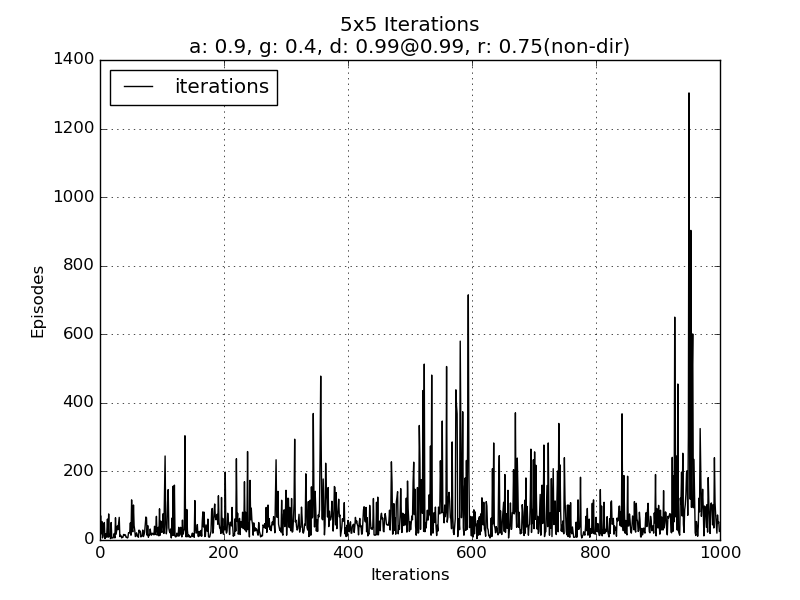 5x5 Iterations
a: 0.9, g: 0.4, d: 0.99@0.99, r: 0.75(non-dir)
iterations
1400
1200
1000
800
600
400
200
0
Episodes
0 200 400 600 800 1000
Iterations